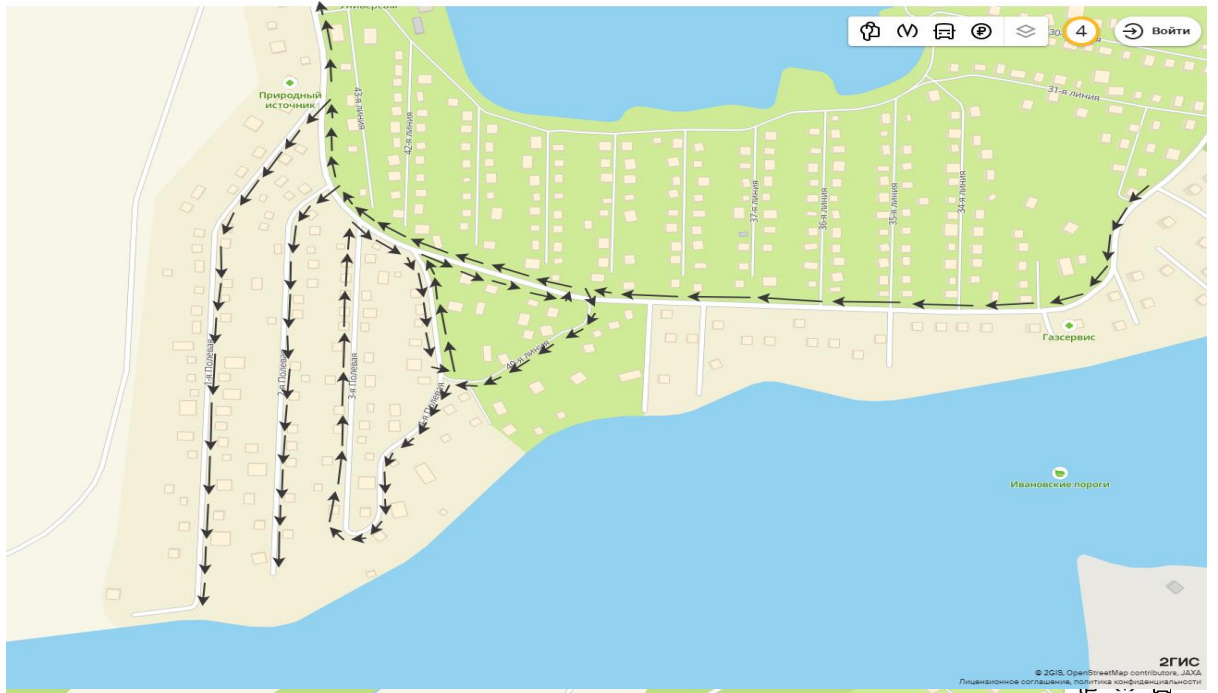 Универсам
4
Войти
30-я
Природный
источник
31-я линия
43-я линия
42-я линия
37-я линия
36-я линия
35-я линия
34-я линия
Газсервис
1-я Полевая
2-я Полевая
3-я Полевая
40-я линия
Полевая
Ивановские пороги
2ГИС
© 2GIS, OpenStreetMap contributors, JAXA
Лицензионное соглашение, политика конфиденциальности